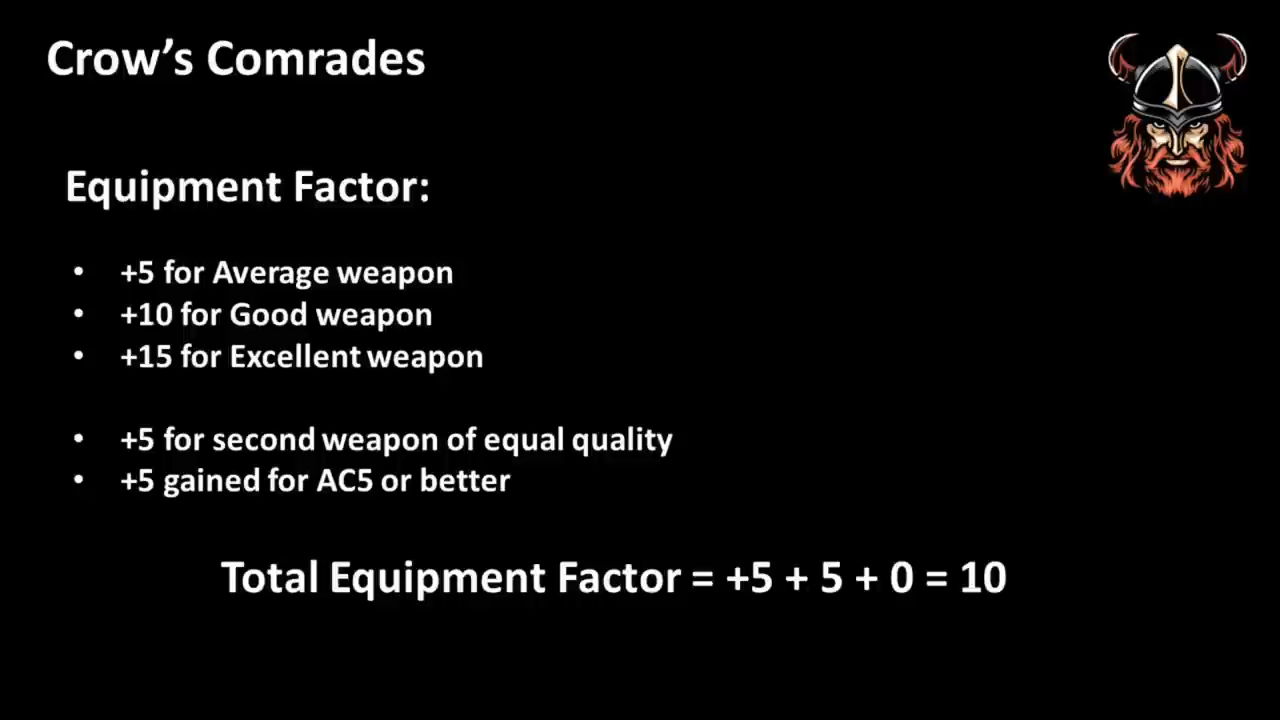 Crow's Comrades
Equipment Factor:
• +5 for Average weapon
• +10 for Good weapon
• +15 for Excellent weapon
• +5 for second weapon of equal quality
• +5 gained for AC5 or better
Total Equipment Factor = +5 + 5 + 0 = 10